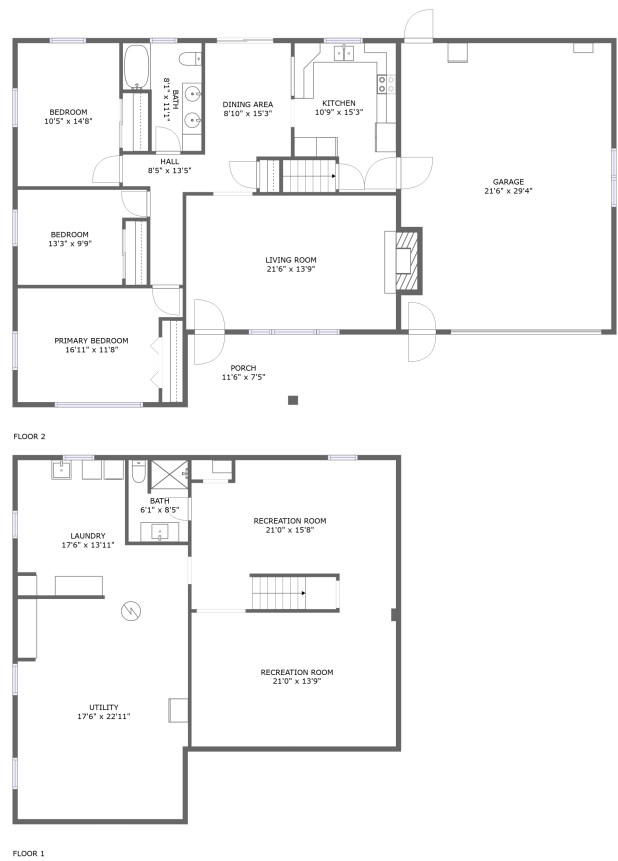 BEDROOM
10'5" x 14'8"
BATH
8'1" x 11'1"
DINING AREA
8'10" x 15'3"
KITCHEN
10'9" x 15'3"
HALL
8'5" x 13'5"
GARAGE
21'6" x 29'4"
BEDROOM
13'3" x 9'9"
LIVING ROOM
21'6" x 13'9"
PRIMARY BEDROOM
16'11" x 11'8"
PORCH
11'6" x 7'5"
FLOOR 2
BATH
6'1" x 8'5"
LAUNDRY
17'6" x 13'11"
RECREATION ROOM
21'0" x 15'8"
RECREATION ROOM
21'0" x 13'9"
UTILITY
17'6" x 22'11"
FLOOR 1